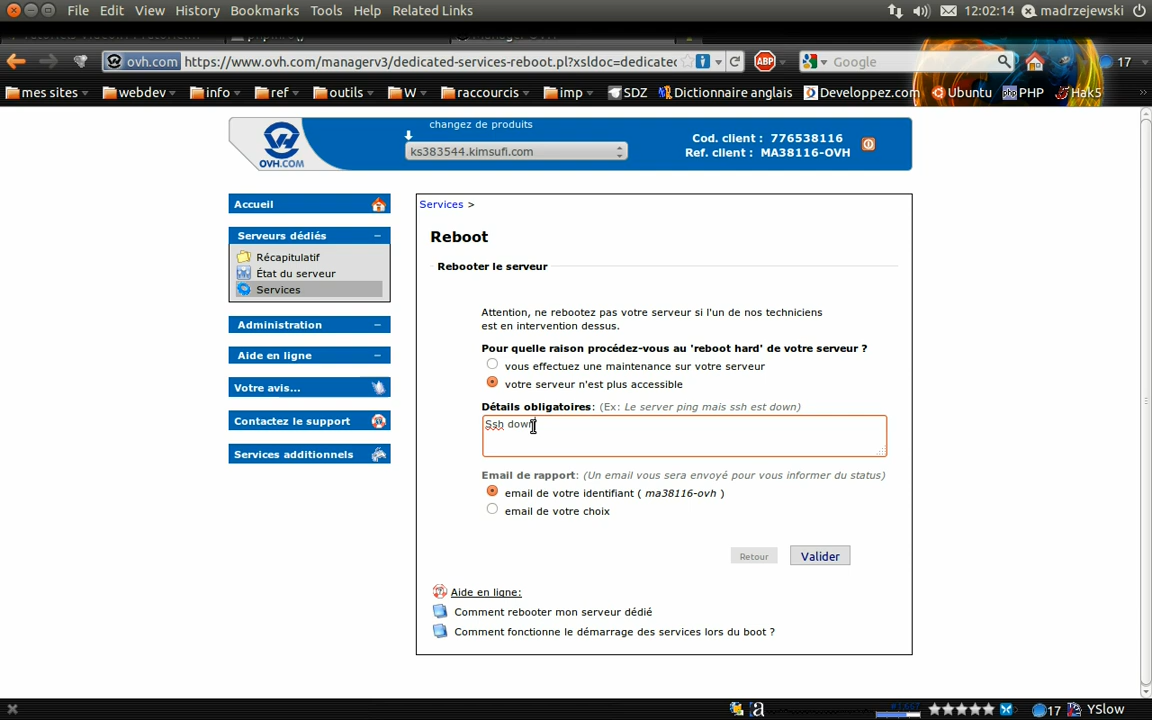 File Edit View History Bookmarks Tools Help Related Links 12:02:14 madrzejewski
ovh.com https://www.ovh.com/managerv3/dedicated-services-reboot.pl?xsldoc=dedicatec ABP Google 17
mes sites webdev info ref outils W raccourcis imp SDZ Dictionnaire anglais Developpez.com Ubuntu PHP Hak5
changez de produits
OVH.COM
ks383544.kimsufi.com
Cod. client : 776538116
Ref. client : MA38116-OVH
Accueil
Serveurs dédiés
Récapitulatif
État du serveur
Services
Administration
Aide en ligne
Votre avis...
Contactez le support
Services additionnels
Services >
Reboot
Rebooter le serveur
Attention, ne rebootez pas votre serveur si l'un de nos techniciens
est en intervention dessus.
Pour quelle raison procédez-vous au 'reboot hard' de votre serveur ?
vous effectuez une maintenance sur votre serveur
votre serveur n'est plus accessible
Détails obligatoires: (Ex: Le server ping mais ssh est down)
Ssh down
Email de rapport: (Un email vous sera envoyé pour vous informer du status)
email de votre identifiant ( ma38116-ovh )
email de votre choix
Retour Valider
Aide en ligne:
Comment rebooter mon serveur dédié
Comment fonctionne le démarrage des services lors du boot ?
17 YSlow